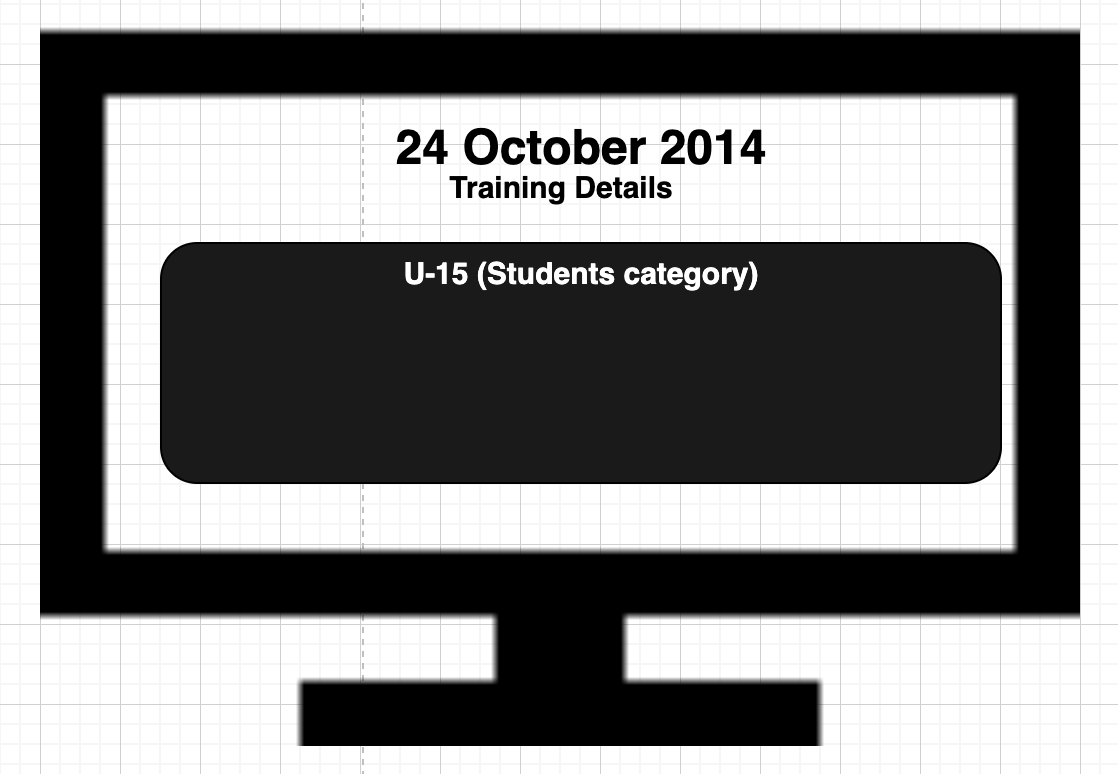 24 October 2014
Training Details
U-15 (Students category)